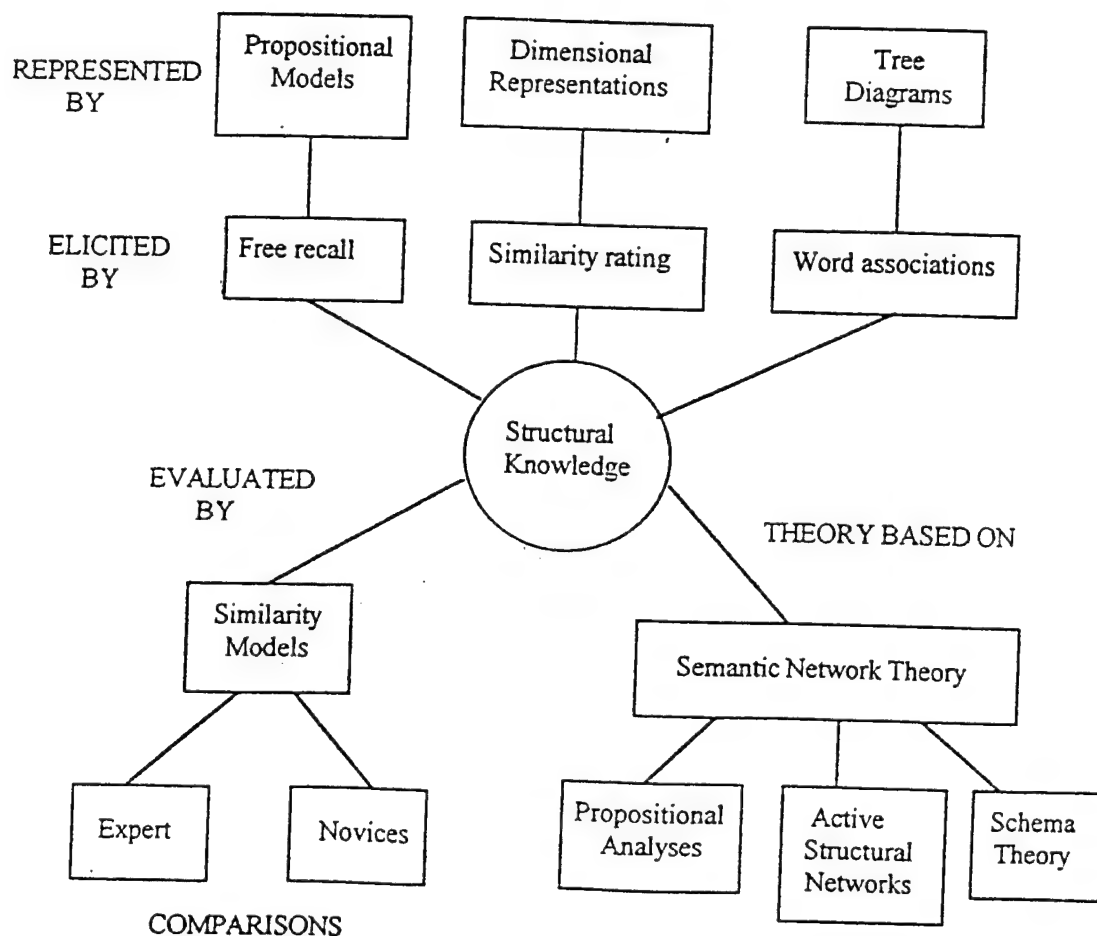 REPRESENTED
BY
Propositional
Models
Dimensional
Representations
Tree
Diagrams
ELICITED
BY
Free recall
Similarity rating
Word associations
Structural
Knowledge
EVALUATED
BY
THEORY BASED ON
Similarity
Models
Semantic Network Theory
Expert
Novices
Propositional
Analyses
Active
Structural
Networks
Schema
Theory
COMPARISONS